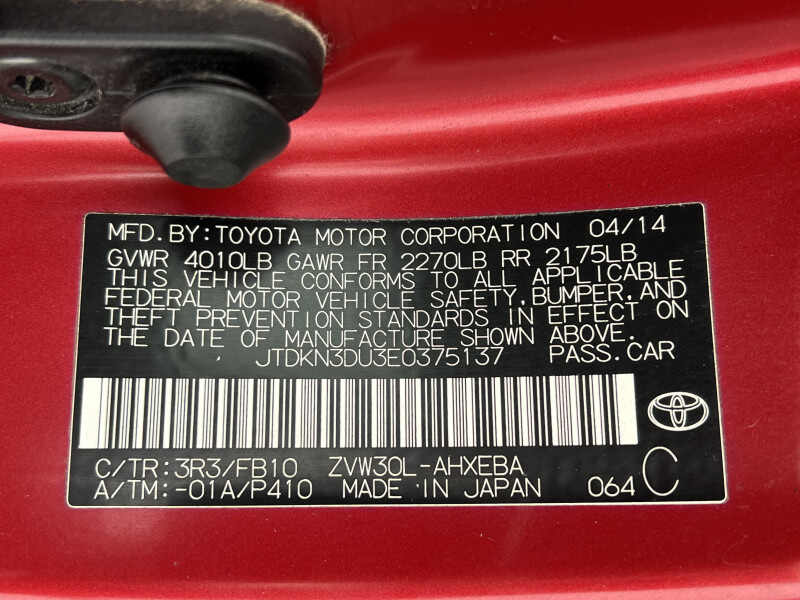 MFD.BY:TOYOTA MOTOR CORPORATION 04/14
GVWR 4010LB GAWR FR 2270LB RR 2175LB
THIS VEHICLE CONFORMS TO ALL APPLICABLE
FEDERAL MOTOR VEHICLE SAFETY,BUMPER,AND
THEFT PREVENTION STANDARDS IN EFFECT ON
THE DATE OF MANUFACTURE SHOWN ABOVE.
JTDKN3DU3E0375137 PASS.CAR
C/TR:3R3/FB10 ZVW30L-AHXEBA
A/TM:-01A/P410 MADE IN JAPAN 064 C